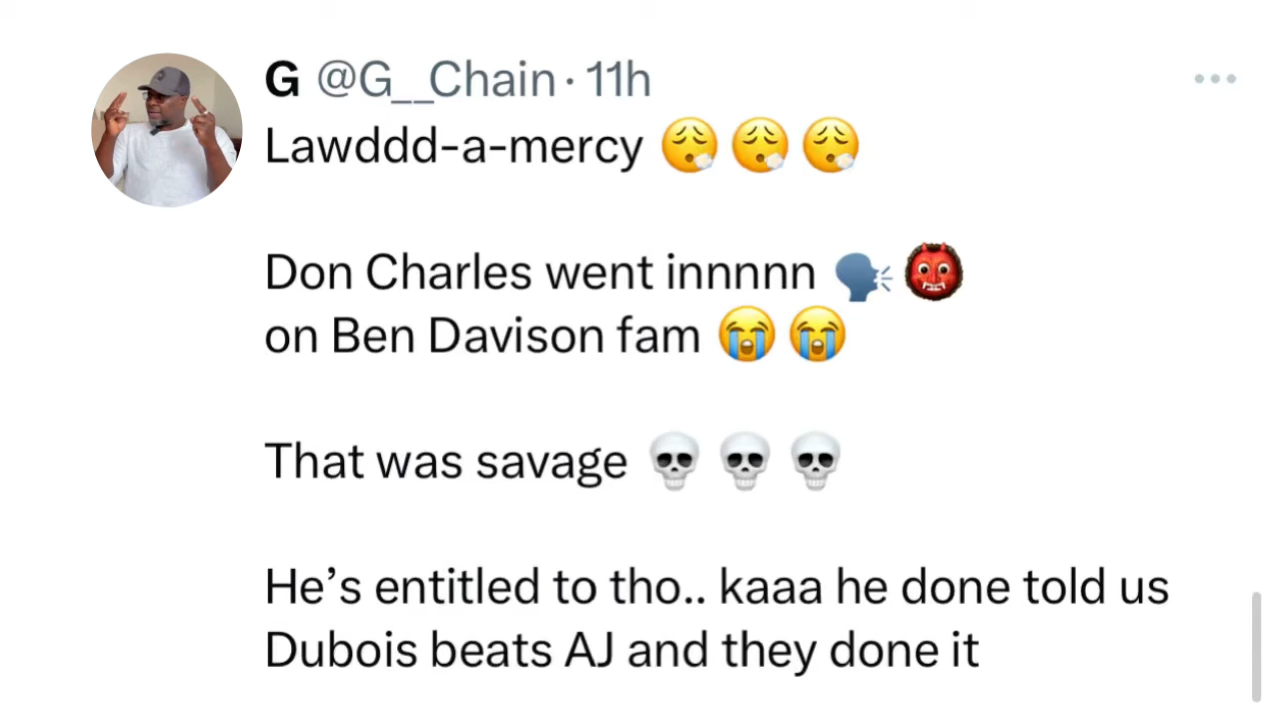 G @G__Chain · 11h
Lawddd-a-mercy 😮‍💨 😮‍💨 😮‍💨
Don Charles went innnnn 🗣️👹
on Ben Davison fam 😭 😭
That was savage 💀 💀 💀
He’s entitled to tho.. kaaa he done told us
Dubois beats AJ and they done it